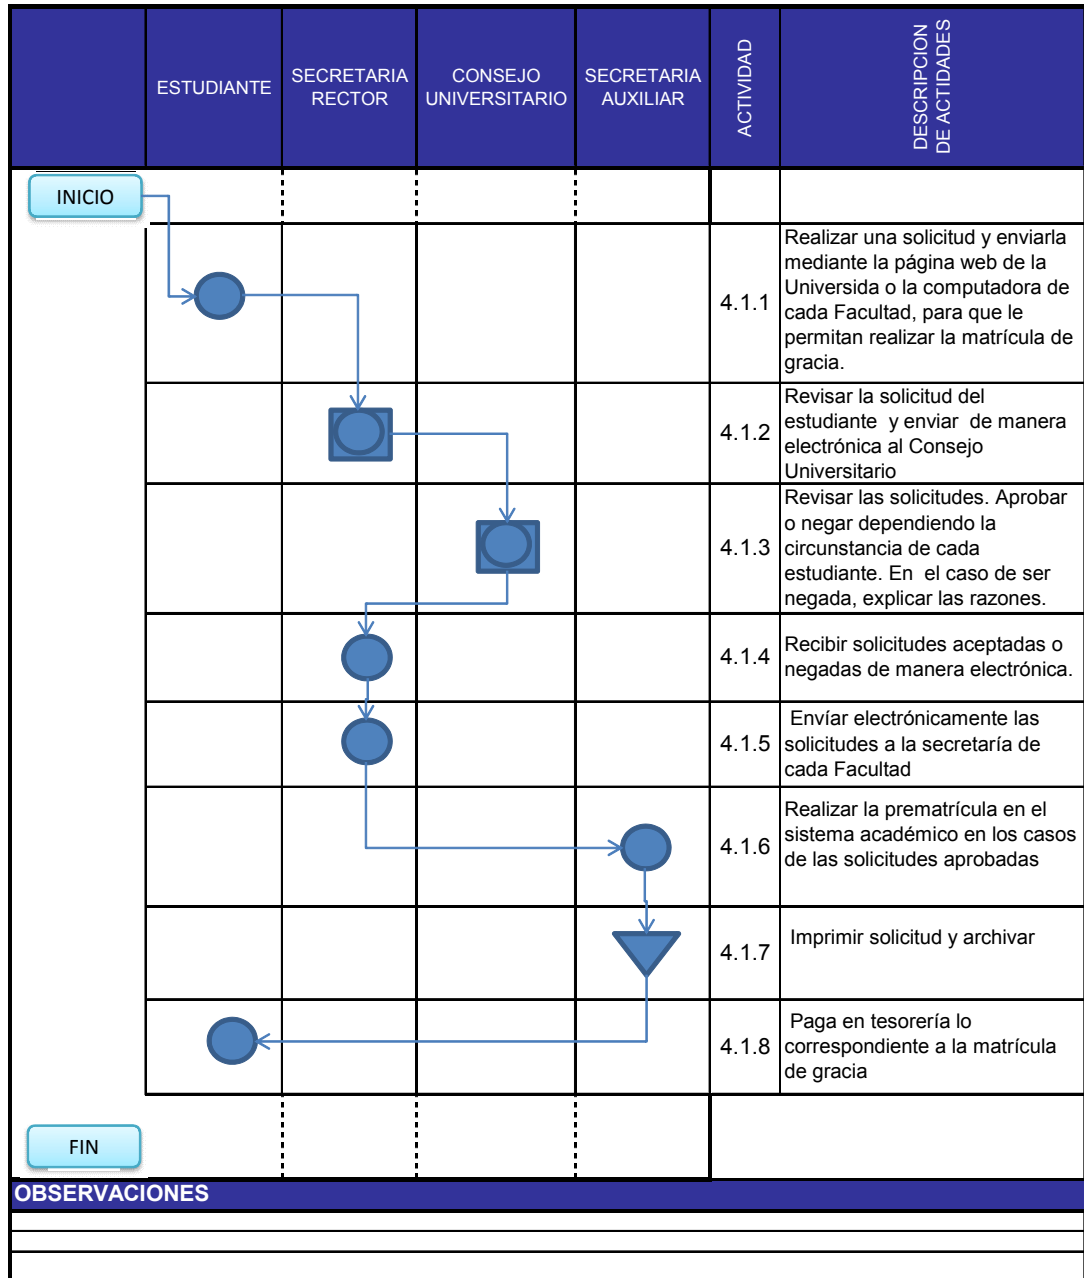 ESTUDIANTE
SECRETARIA
RECTOR
CONSEJO
UNIVERSITARIO
SECRETARIA
AUXILIAR
ACTIVIDAD
DESCRIPCION
DE ACTIDADES
INICIO
4.1.1
Realizar una solicitud y enviarla
mediante la página web de la
Universida o la computadora de
cada Facultad, para que le
permitan realizar la matrícula de
gracia.
4.1.2
Revisar la solicitud del
estudiante y enviar de manera
electrónica al Consejo
Universitario
4.1.3
Revisar las solicitudes. Aprobar
o negar dependiendo la
circunstancia de cada
estudiante. En el caso de ser
negada, explicar las razones.
4.1.4
Recibir solicitudes aceptadas o
negadas de manera electrónica.
4.1.5
Envíar electrónicamente las
solicitudes a la secretaría de
cada Facultad
4.1.6
Realizar la prematrícula en el
sistema académico en los casos
de las solicitudes aprobadas
4.1.7
Imprimir solicitud y archivar
4.1.8
Paga en tesorería lo
correspondiente a la matrícula
de gracia
FIN
OBSERVACIONES